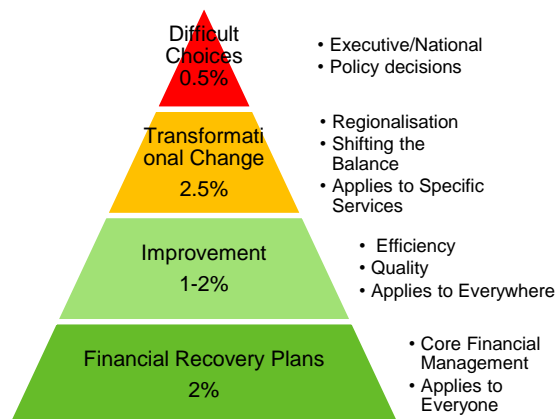 Difficult
Choices
0.5%
• Executive/National
• Policy decisions
Transformati
onal Change
2.5%
• Regionalisation
• Shifting the
Balance
• Applies to Specific
Services
Improvement
1-2%
• Efficiency
• Quality
• Applies to Everywhere
Financial Recovery Plans
2%
• Core Financial
Management
• Applies to
Everyone